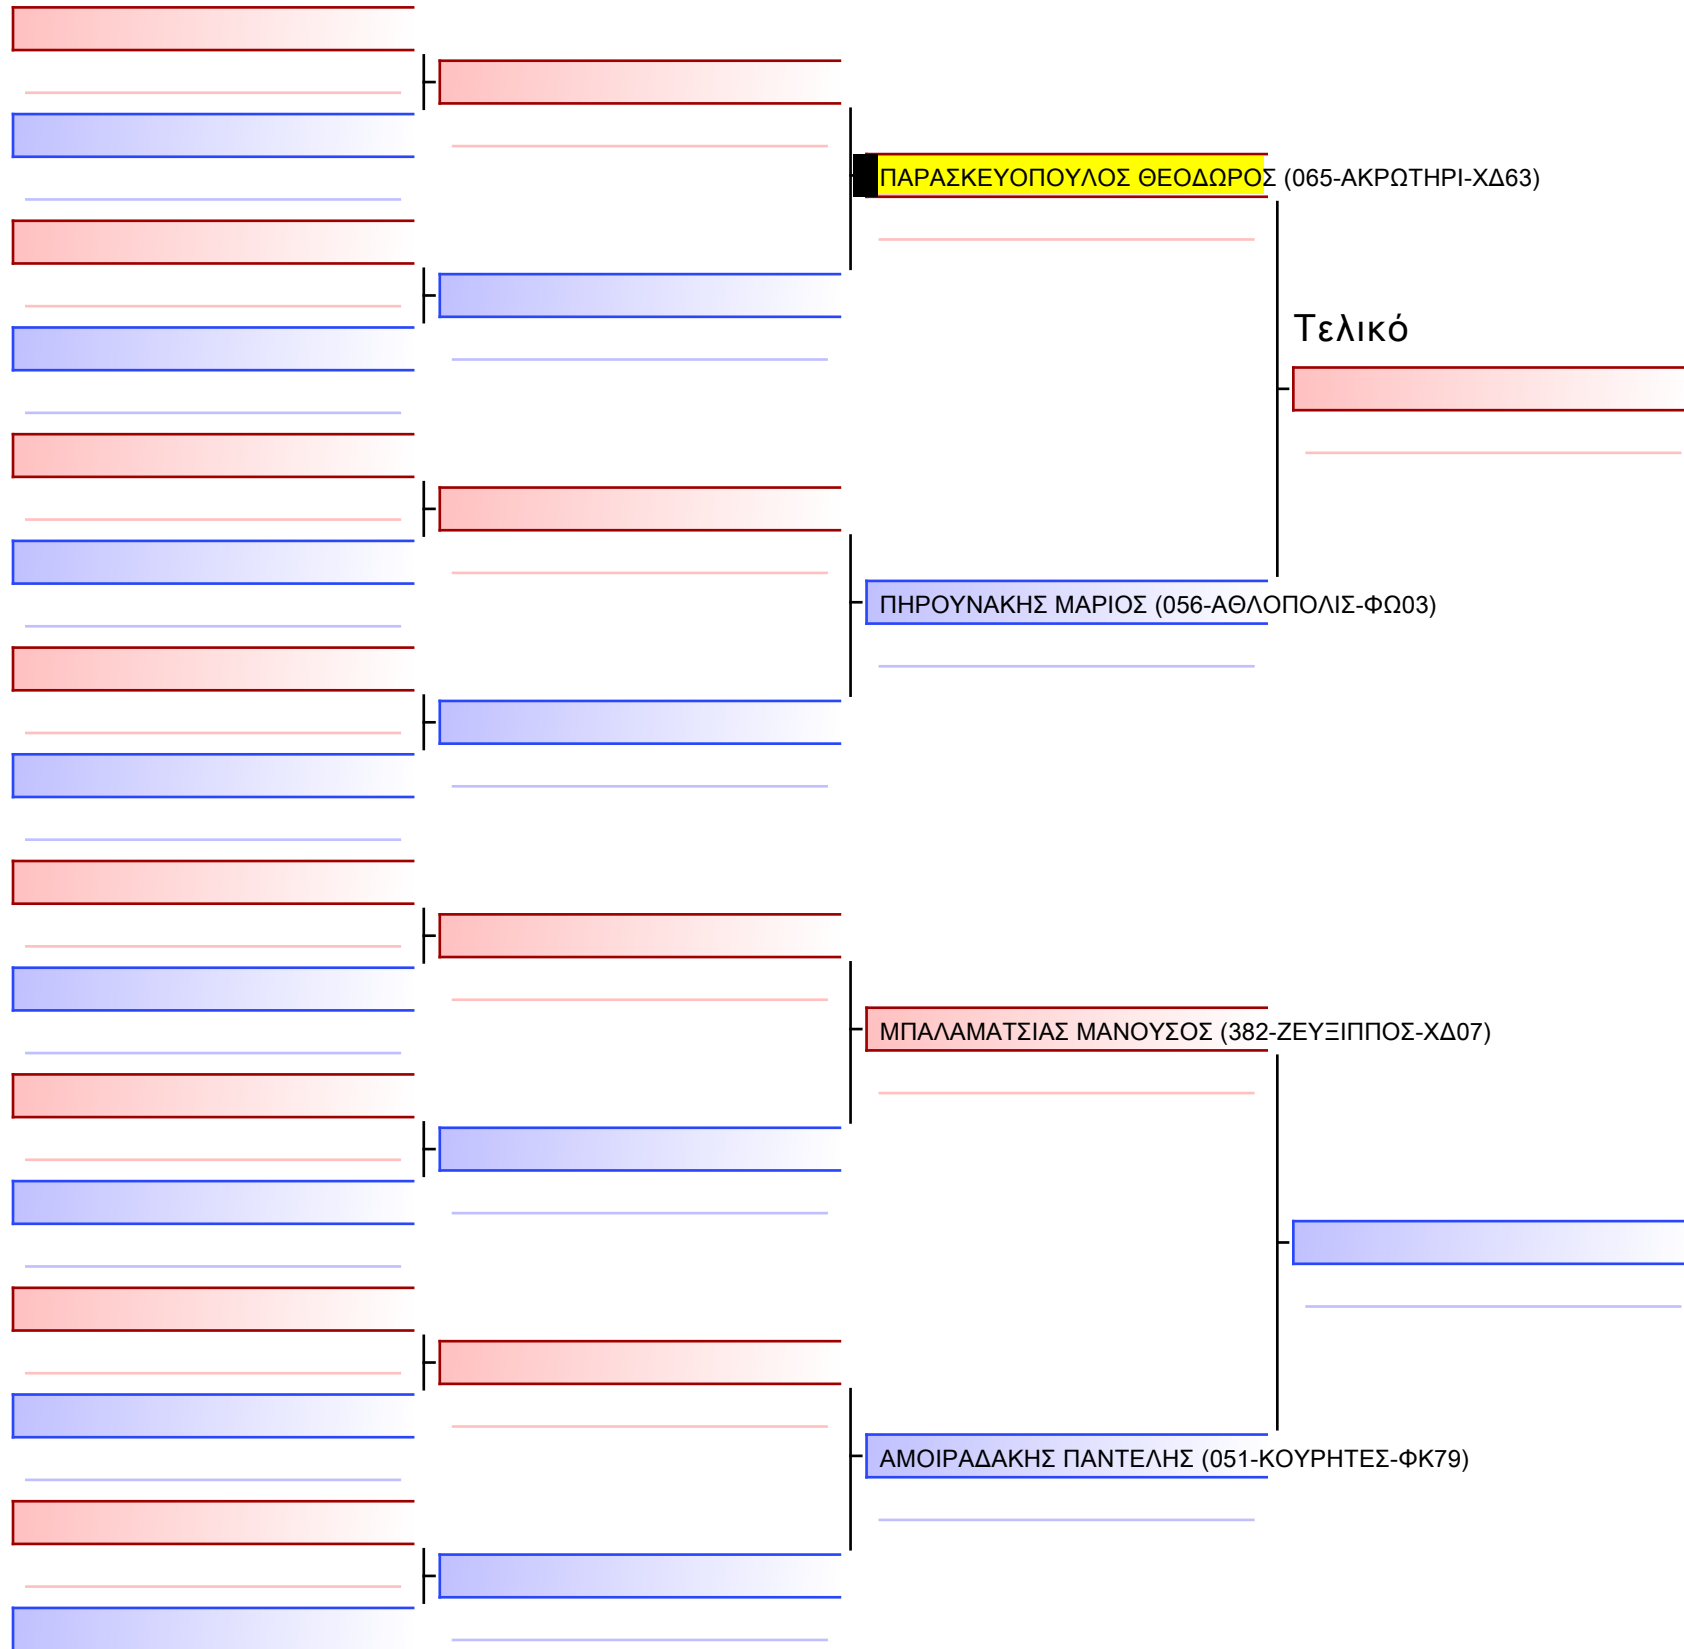 ΠΑΡΑΣΚΕΥΟΠΟΥΛΟΣ ΘΕΟΔΩΡΟΣ (065-ΑΚΡΩΤΗΡΙ-ΧΔ63)
Τελικό
ΠΗΡΟΥΝΑΚΗΣ ΜΑΡΙΟΣ (056-ΑΘΛΟΠΟΛΙΣ-ΦΩ03)
ΜΠΑΛΑΜΑΤΣΙΑΣ ΜΑΝΟΥΣΟΣ (382-ΖΕΥΞΙΠΠΟΣ-ΧΔ07)
ΑΜΟΙΡΑΔΑΚΗΣ ΠΑΝΤΕΛΗΣ (051-ΚΟΥΡΗΤΕΣ-ΦΚ79)